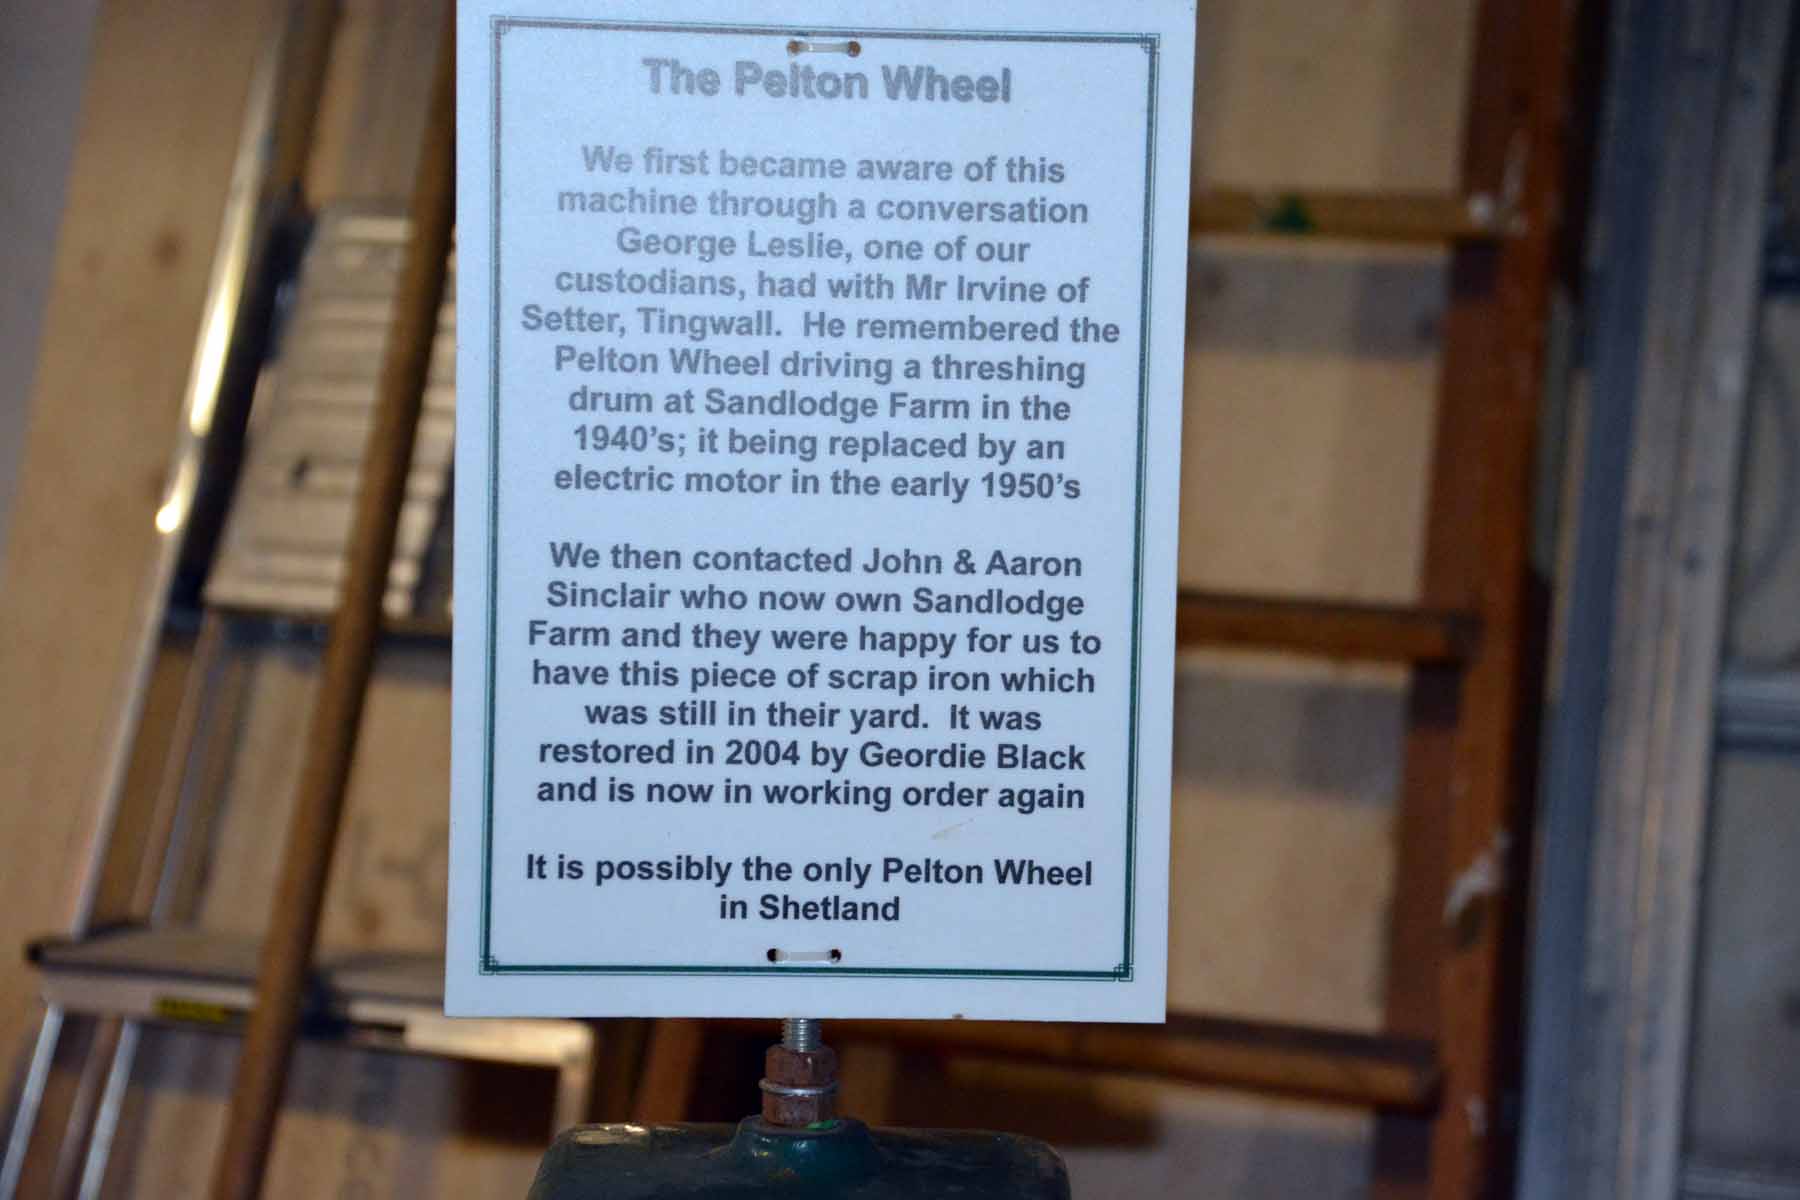 The Pelton Wheel
We first became aware of this
machine through a conversation
George Leslie, one of our
custodians, had with Mr Irvine of
Setter, Tingwall.  He remembered the
Pelton Wheel driving a threshing
drum at Sandlodge Farm in the
1940's; it being replaced by an
electric motor in the early 1950's
We then contacted John & Aaron
Sinclair who now own Sandlodge
Farm and they were happy for us to
have this piece of scrap iron which
was still in their yard.  It was
restored in 2004 by Geordie Black
and is now in working order again
It is possibly the only Pelton Wheel
in Shetland